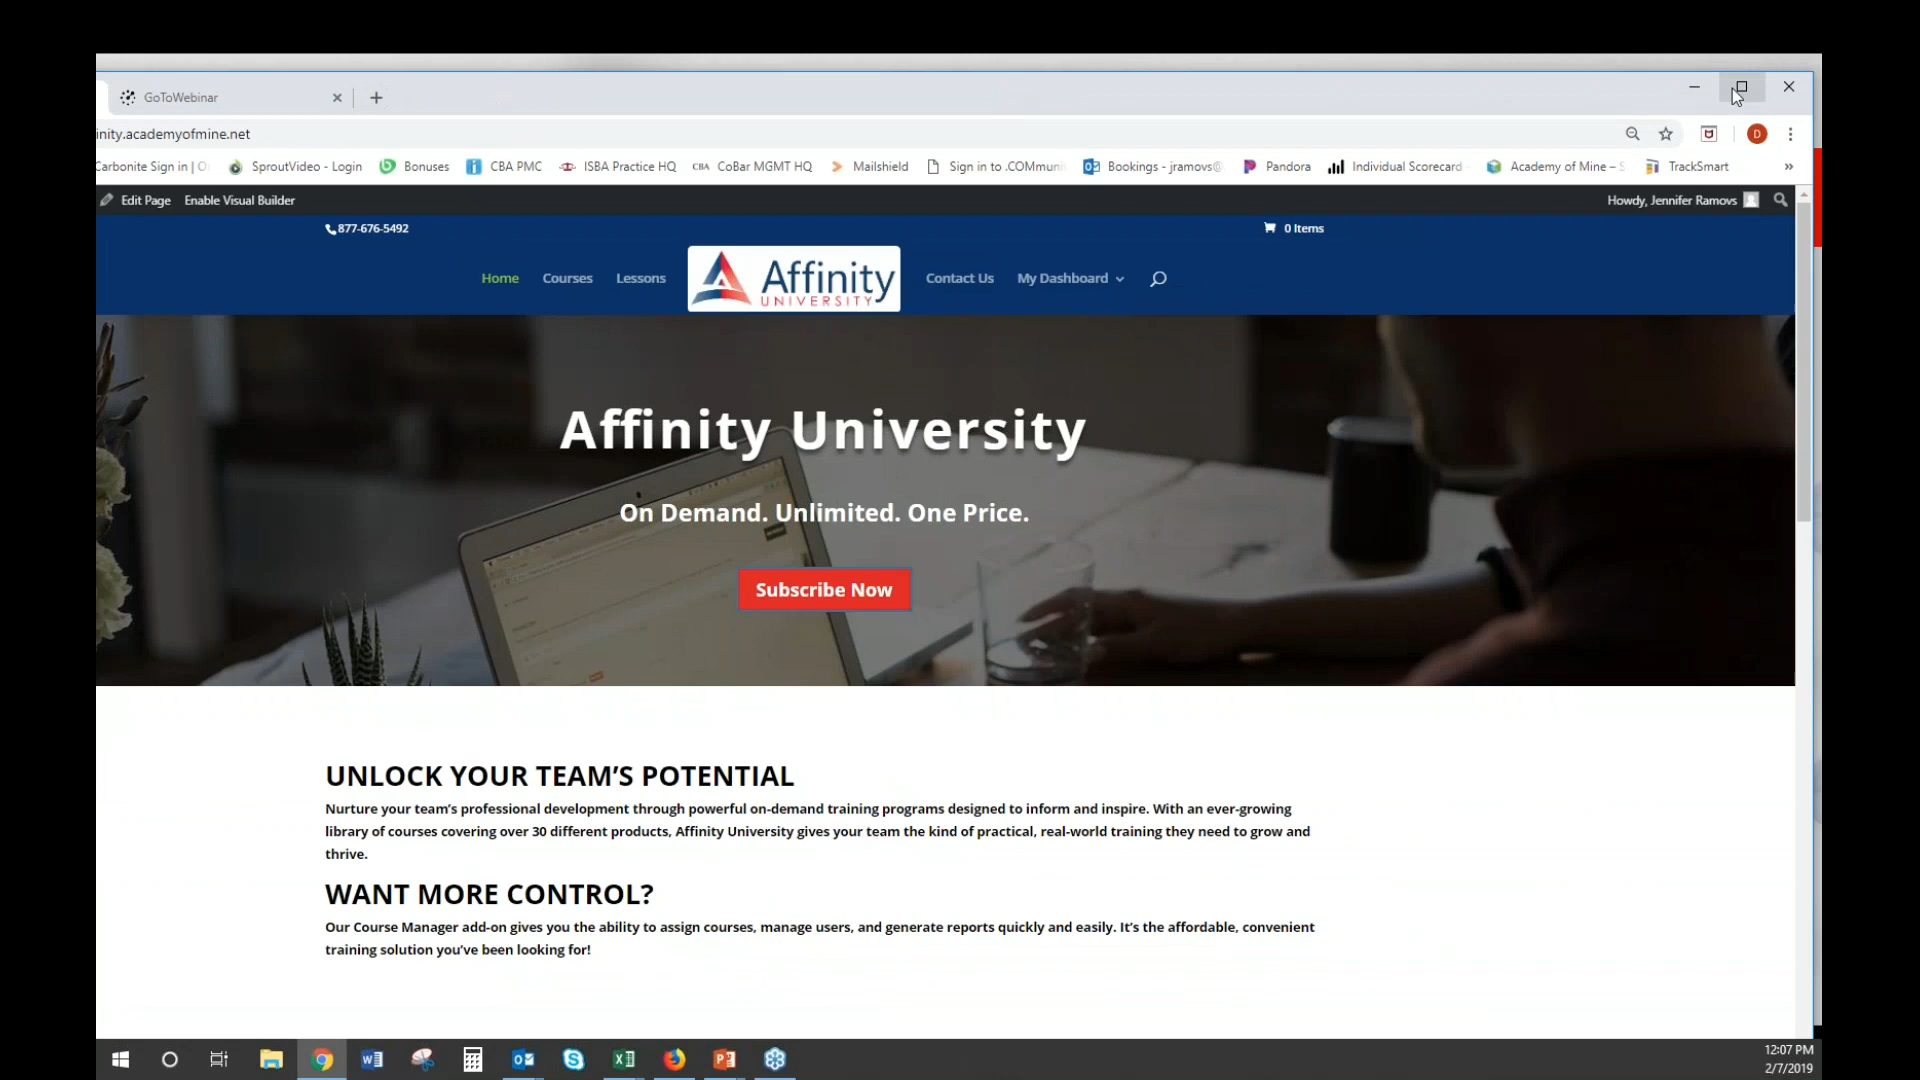 GoToWebinar
inity.academyofmine.net
Carbonite Sign in | O
SproutVideo - Login
Bonuses
CBA PMC
ISBA Practice HQ
CBA CoBar MGMT HQ
Mailshield
Sign in to .COMmuni
Bookings - jramovs@
Pandora
Individual Scorecard
Academy of Mine – S
TrackSmart
»
Edit Page
Enable Visual Builder
Howdy, Jennifer Ramovs
877-676-5492
0 Items
Home
Courses
Lessons
Affinity
UNIVERSITY
Contact Us
My Dashboard
Affinity University
On Demand. Unlimited. One Price.
Subscribe Now
UNLOCK YOUR TEAM’S POTENTIAL
Nurture your team’s professional development through powerful on-demand training programs designed to inform and inspire. With an ever-growing
library of courses covering over 30 different products, Affinity University gives your team the kind of practical, real-world training they need to grow and
thrive.
WANT MORE CONTROL?
Our Course Manager add-on gives you the ability to assign courses, manage users, and generate reports quickly and easily. It’s the affordable, convenient
training solution you’ve been looking for!
12:07 PM
2/7/2019